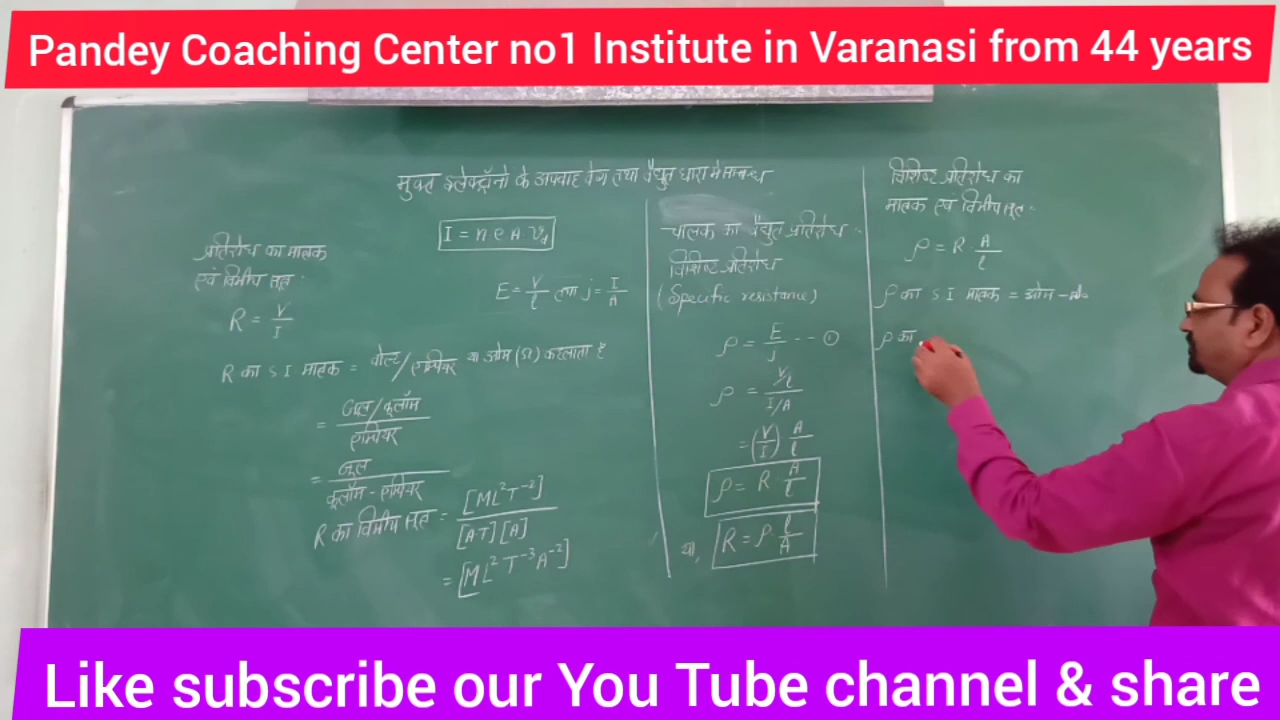 Pandey Coaching Center no1 Institute in Varanasi from 44 years
मुक्त इलेक्ट्रॉनो के अपवाह वेग तथा वैद्युत धारा मे सम्बन्ध
I = n e A v_d
E = V/l तथा j = I/A
प्रतिरोध का मात्रक
एवं विमीय सूत्र
R = V/I
R का S I मात्रक = वोल्ट/एम्पियर या ओम (Ω) कहलाता है
= जूल/कूलॉम / एम्पियर
= जूल / कूलॉम - एम्पियर
R का विमीय सूत्र = [ML²T⁻²] / [AT][A]
= [ML²T⁻³A⁻²]
चालक का वैद्युत प्रतिरोध
विशिष्ट प्रतिरोध
(Specific resistance)
ρ = E/j -- ①
ρ = V/l / I/A
= (V/I) A/l
ρ = R A/l
या, R = ρ l/A
विशिष्ट प्रतिरोध का
मात्रक एवं विमीय सूत्र
ρ = R A/l
ρ का S I मात्रक = ओम -
ρ का
Like subscribe our You Tube channel & share